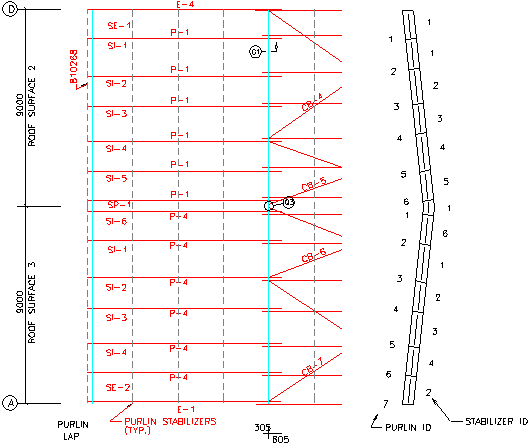 D
E-4
SE-1
P-1
SI-1
G1
P-1
B10268
SI-2
P-1
CB-4
SI-3
P-1
SI-4
P-1
SI-5
CB-5
P-1
SP-1
G3
P-4
SI-6
P-4
SI-1
CB-6
P-4
SI-2
P-4
SI-3
P-4
SI-4
CB-7
P-4
SE-2
A
E-1
9000
ROOF SURFACE 2
9000
ROOF SURFACE 3
PURLIN
LAP
PURLIN STABILIZERS
(TYP.)
305
605
1
1
1
2
2
3
3
4
4
5
5
6
1
1
6
2
1
3
2
4
3
5
4
6
2
7
PURLIN ID
STABILIZER ID